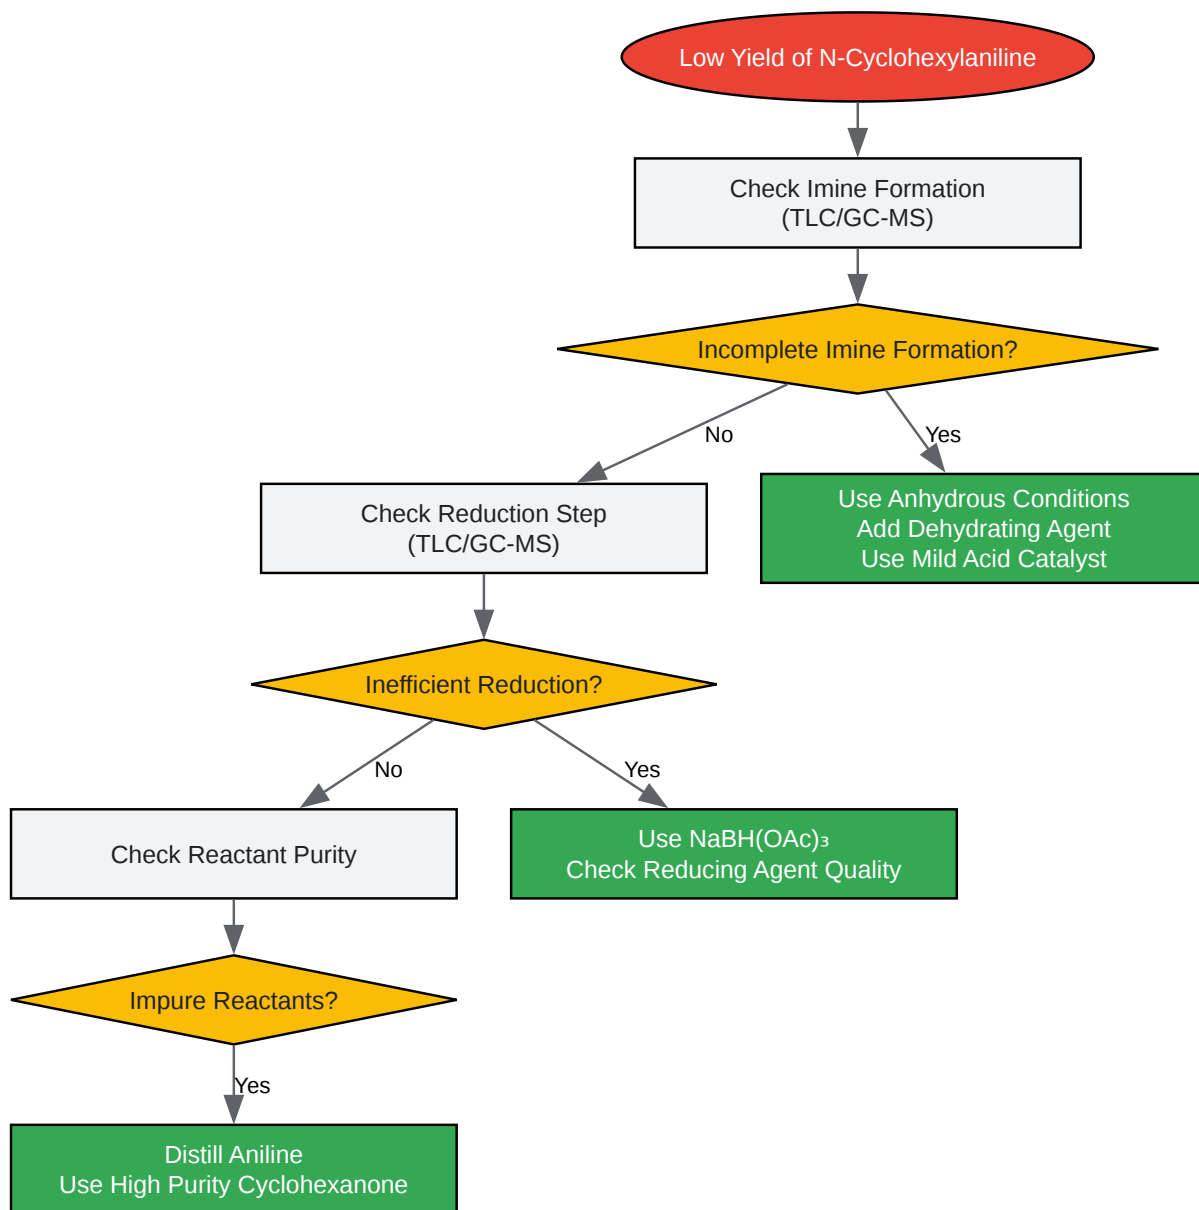 Low Yield of N-Cyclohexylaniline
Check Imine Formation
(TLC/GC-MS)
Incomplete Imine Formation?
No
Yes
Check Reduction Step
(TLC/GC-MS)
Use Anhydrous Conditions
Add Dehydrating Agent
Use Mild Acid Catalyst
Inefficient Reduction?
No
Yes
Check Reactant Purity
Use NaBH(OAc)₃
Check Reducing Agent Quality
Impure Reactants?
Yes
Distill Aniline
Use High Purity Cyclohexanone